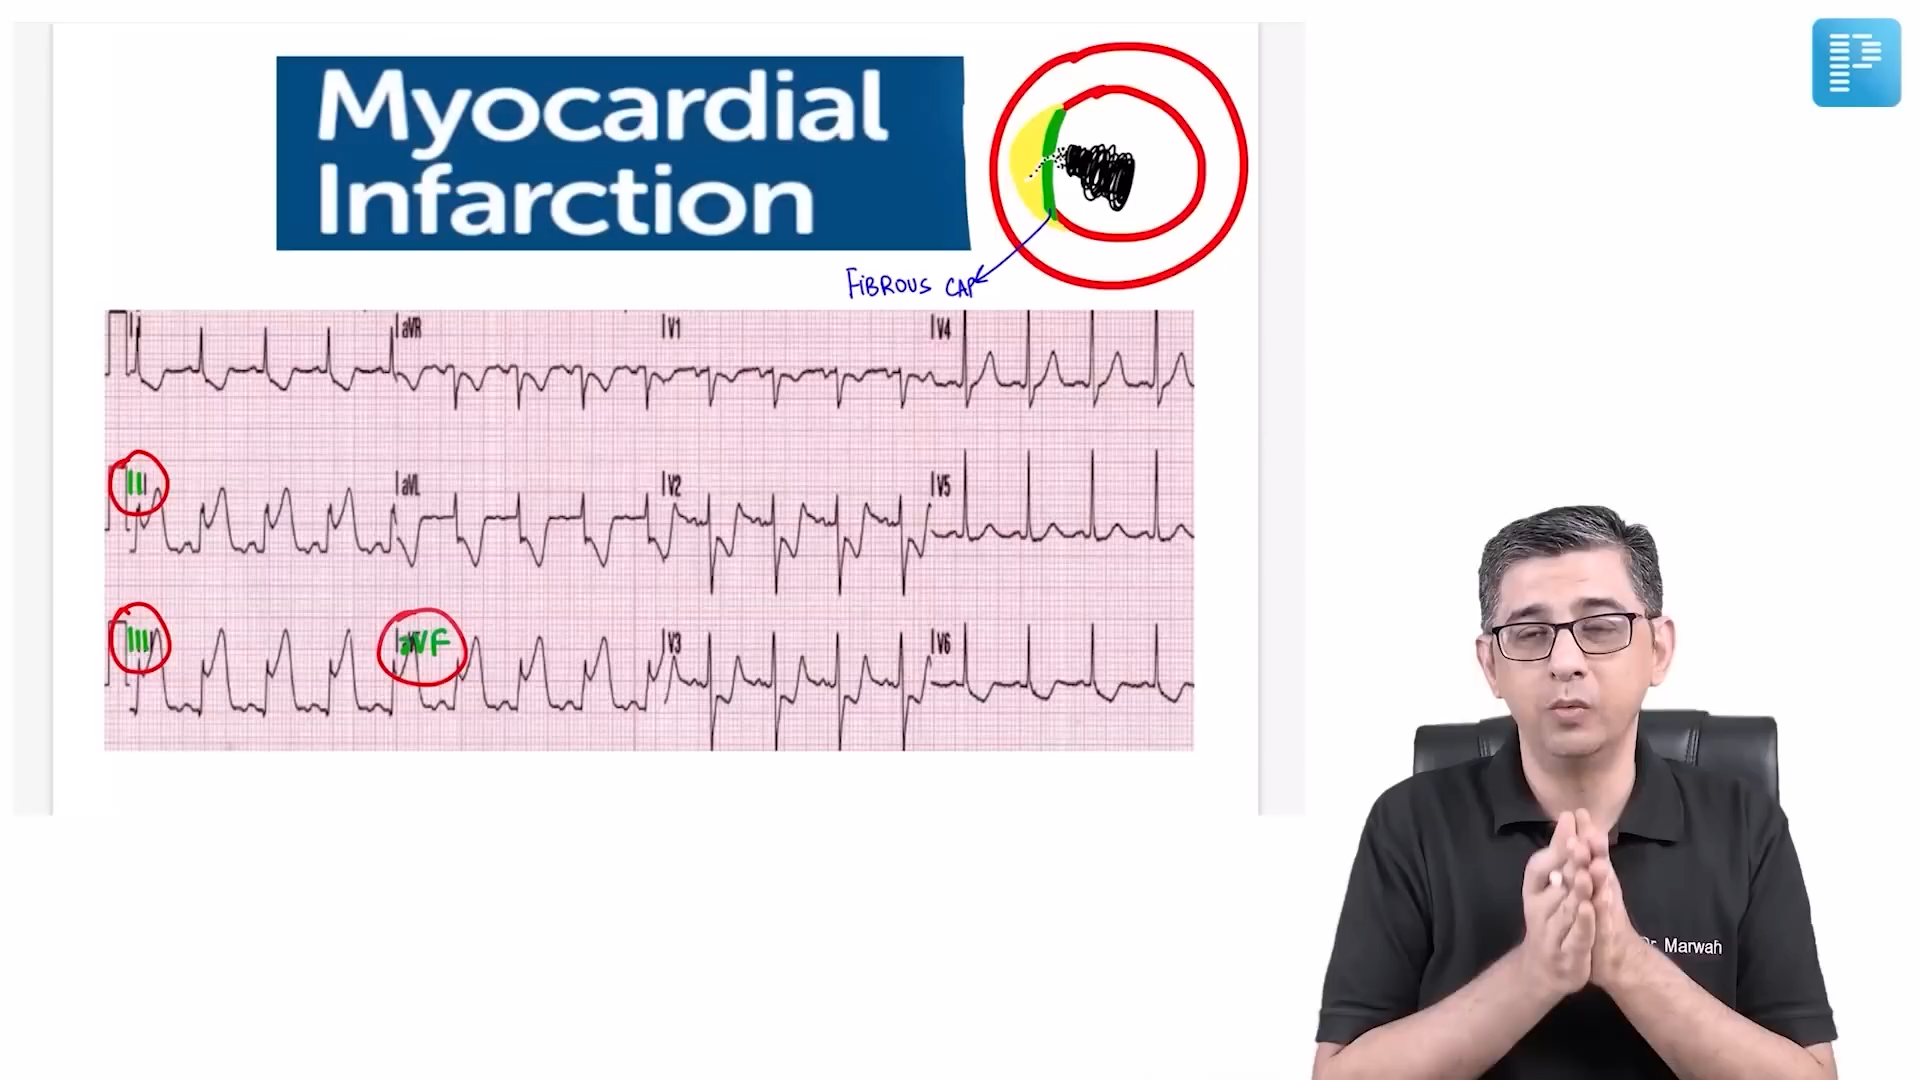 Myocardial
Infarction
FIBROUS CAP
I
aVR
V1
V4
II
aVL
V2
V5
III
aVF
V3
V6
Dr Marwah